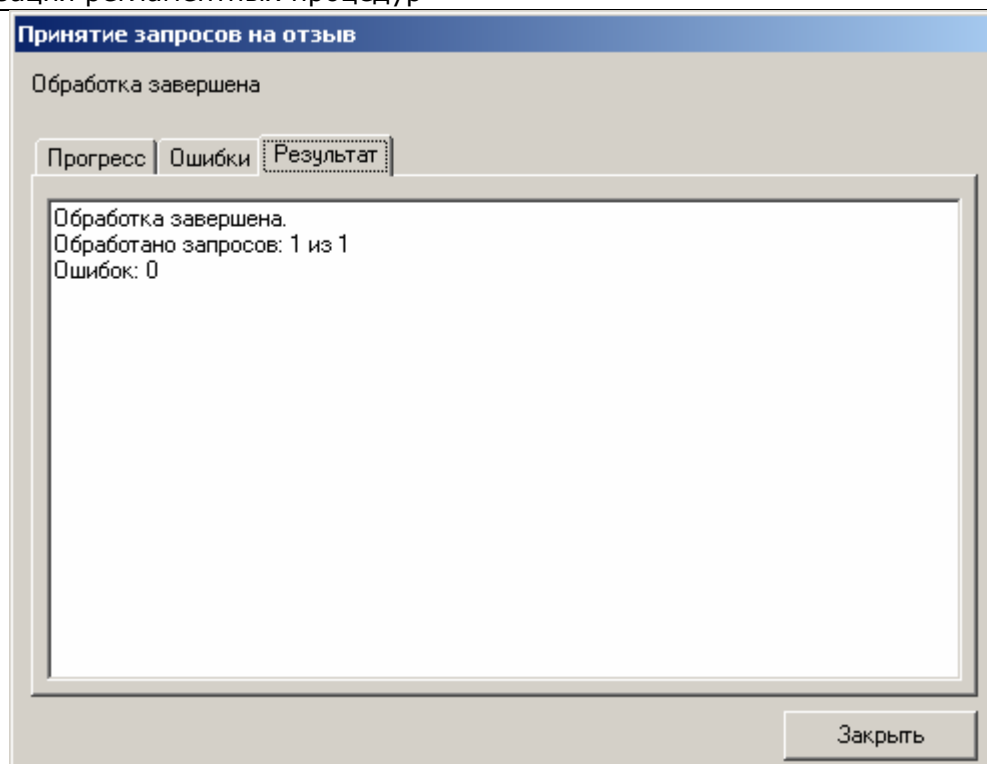 Принятие запросов на отзыв
Обработка завершена
Прогресс Ошибки Результат
Обработка завершена.
Обработано запросов: 1 из 1
Ошибок: 0
Закрыть